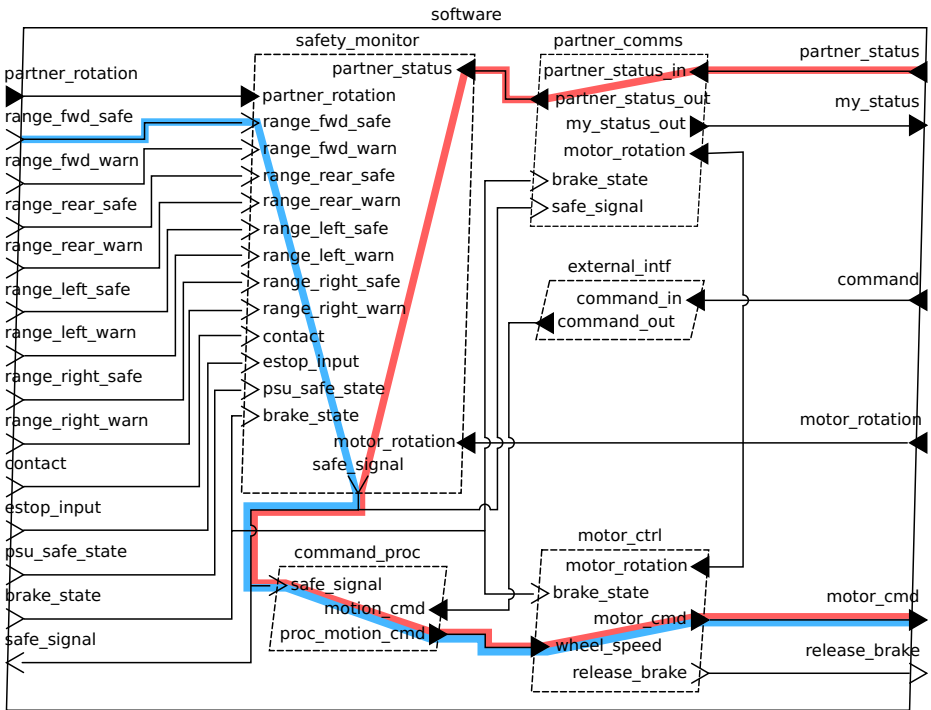 software
safety_monitor
partner_comms
partner_status
partner_status
partner_status_in
partner_rotation
partner_rotation
partner_status_out
my_status
range_fwd_safe
range_fwd_safe
my_status_out
range_fwd_warn
range_fwd_warn
motor_rotation
range_rear_safe
range_rear_safe
brake_state
range_rear_warn
range_rear_warn
safe_signal
range_left_safe
range_left_safe
range_left_warn
range_left_warn
external_intf
range_right_safe
range_right_safe
command
command_in
range_right_warn
range_right_warn
command_out
contact
contact
estop_input
estop_input
psu_safe_state
psu_safe_state
brake_state
brake_state
motor_rotation
motor_rotation
safe_signal
safe_signal
command_proc
safe_signal
motion_cmd
proc_motion_cmd
motor_ctrl
motor_rotation
brake_state
motor_cmd
motor_cmd
wheel_speed
release_brake
release_brake